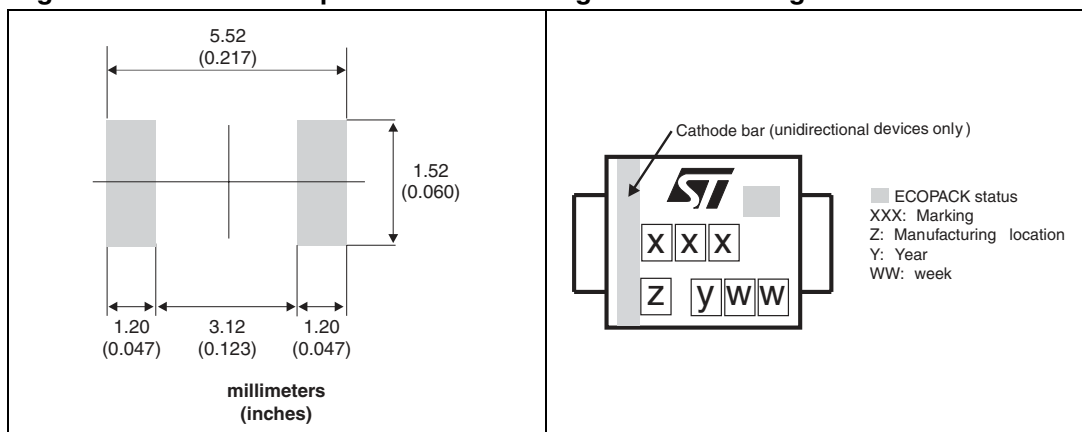 5.52
(0.217)
1.52
(0.060)
1.20
(0.047)
3.12
(0.123)
1.20
(0.047)
millimeters
(inches)
Cathode bar (unidirectional devices only)
ST
x x x
z y w w
ECOPACK status
XXX: Marking
Z: Manufacturing location
Y: Year
WW: week